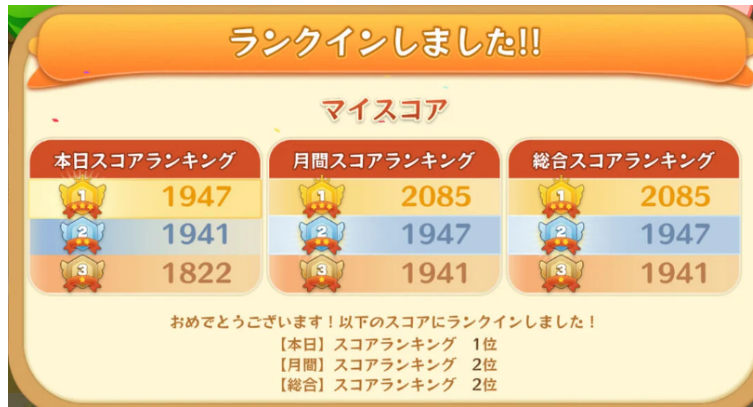 ランクインしました!!
マイスコア
本日スコアランキング 月間スコアランキング 総合スコアランキング
1 1947 1 2085 1 2085
2 1941 2 1947 2 1947
3 1822 3 1941 3 1941
おめでとうございます！以下のスコアにランクインしました！
【本日】スコアランキング 1位
【月間】スコアランキング 2位
【総合】スコアランキング 2位